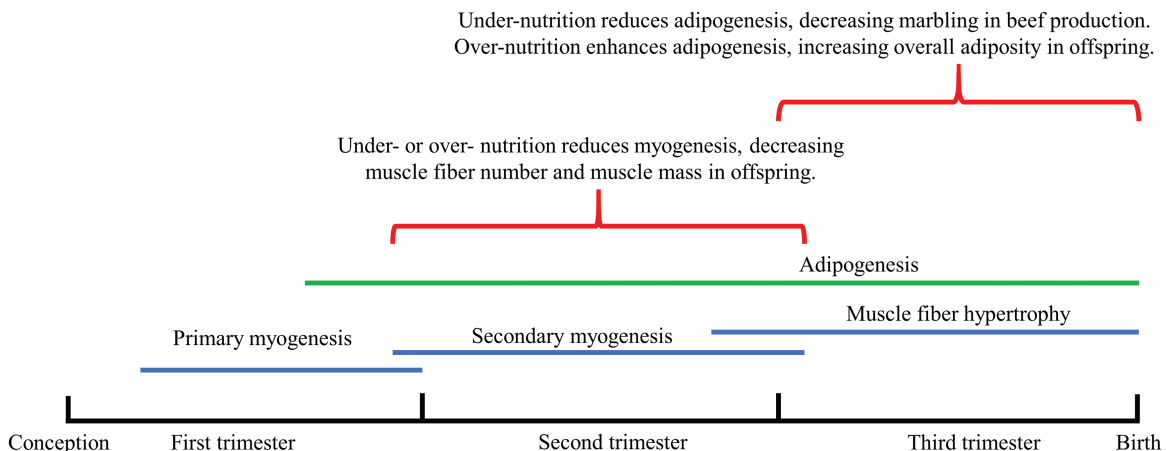 Under-nutrition reduces adipogenesis, decreasing marbling in beef production.
Over-nutrition enhances adipogenesis, increasing overall adiposity in offspring.
Under- or over- nutrition reduces myogenesis, decreasing
muscle fiber number and muscle mass in offspring.
Adipogenesis
Muscle fiber hypertrophy
Primary myogenesis
Secondary myogenesis
Conception
First trimester
Second trimester
Third trimester
Birth